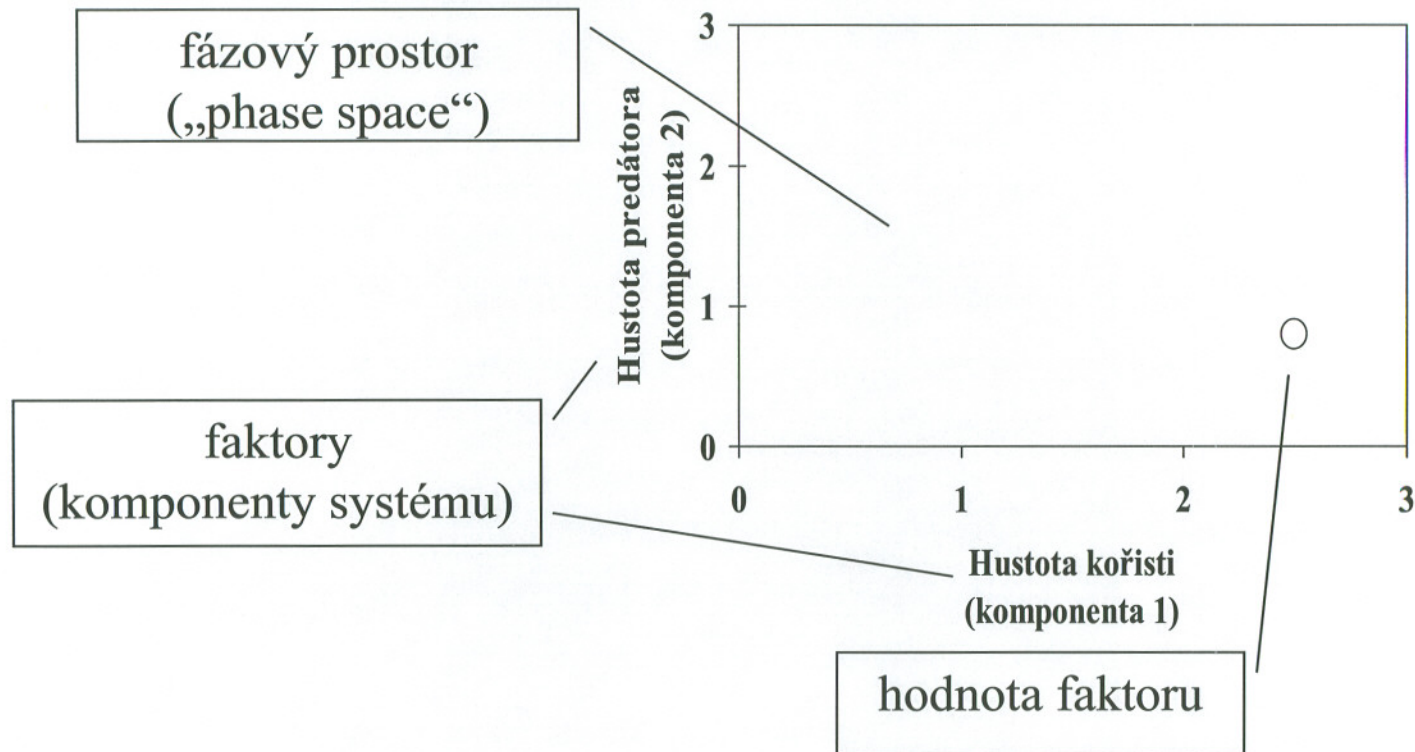 fázový prostor
(„phase space“)
Hustota predátora
(komponenta 2)
3
2
1
0
0 1 2 3
faktory
(komponenty systému)
Hustota kořisti
(komponenta 1)
hodnota faktoru